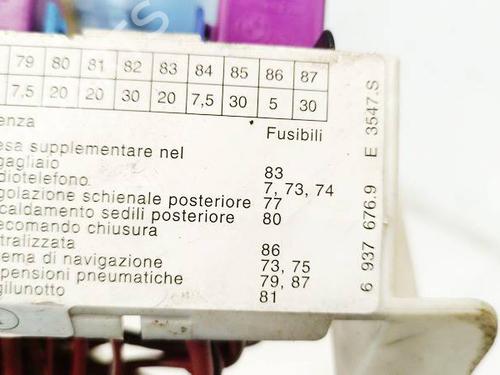 79 80 81 82 83 84 85 86 87
7,5 20 20 30 20 7,5 30 5 30
enza Fusibili
esa supplementare nel
gagliaio 83
diotelefono 7, 73, 74
golazione schienale posteriore 77
scaldamento sedili posteriore 80
ecomando chiusura
tralizzata 86
ema di navigazione 73, 75
pensioni pneumatiche 79, 87
gilunotto 81
6 937 676.9 E 3547.S